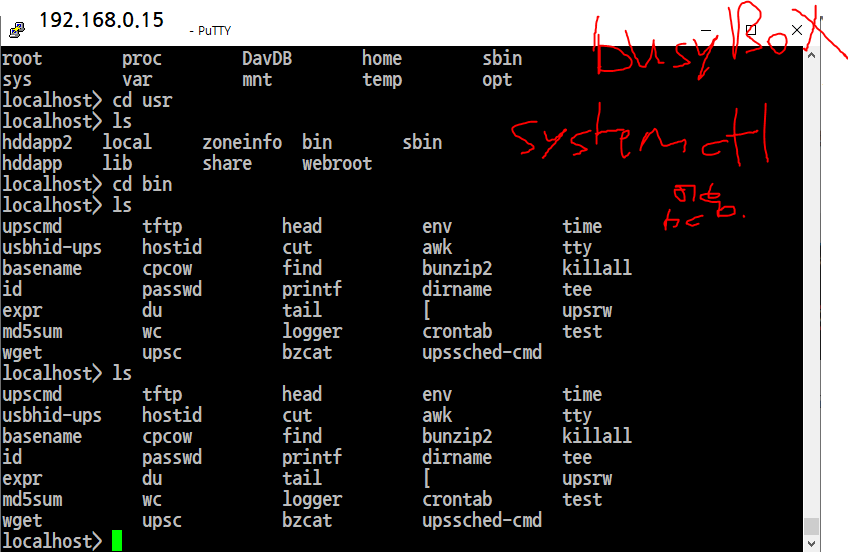 192.168.0.15 - PuTTY
busyBox
root proc DavDB home sbin
sys var mnt temp opt
localhost> cd usr
localhost> ls
systemctl
hddapp2 local zoneinfo bin sbin
hddapp lib share webroot
localhost> cd bin
localhost> ls
upscmd tftp head env time
usbhid-ups hostid cut awk tty
basename cpcow find bunzip2 killall
id passwd printf dirname tee
expr du tail [ upsrw
md5sum wc logger crontab test
wget upsc bzcat upssched-cmd
localhost> ls
upscmd tftp head env time
usbhid-ups hostid cut awk tty
basename cpcow find bunzip2 killall
id passwd printf dirname tee
expr du tail [ upsrw
md5sum wc logger crontab test
wget upsc bzcat upssched-cmd
localhost>